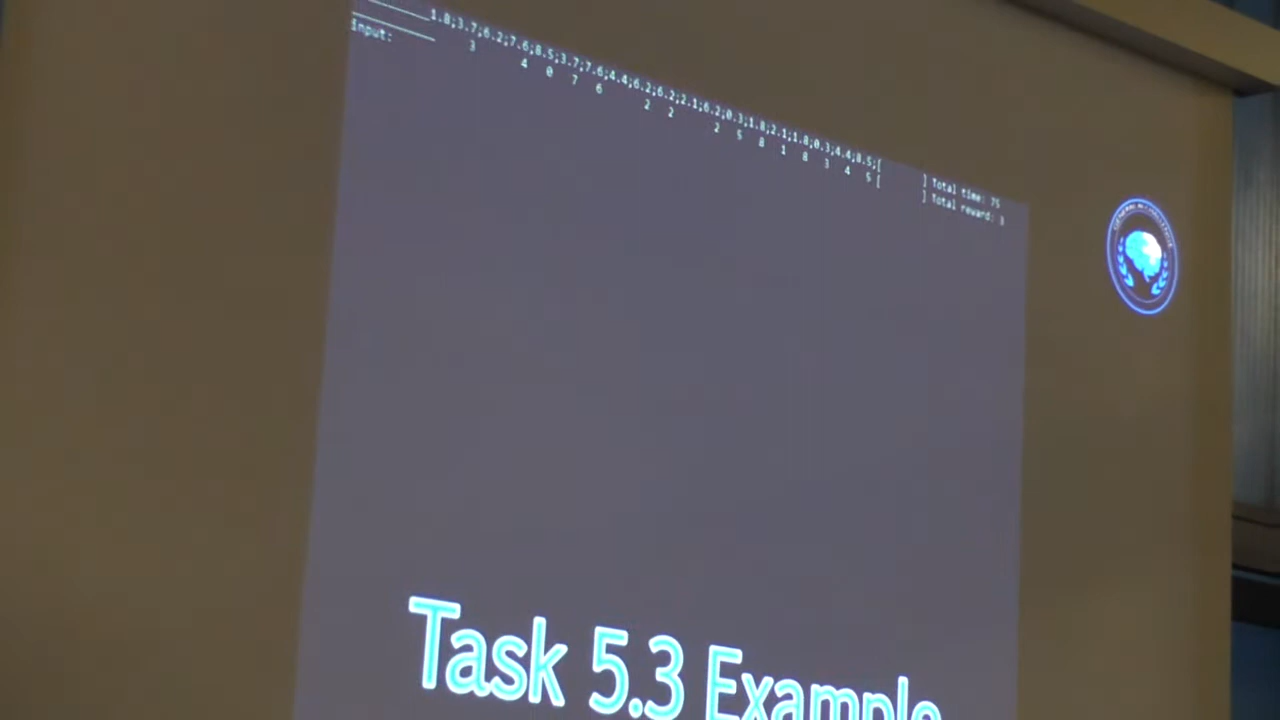 1.8;3.7;6.2;7.6;8.5;3.7;7.6;4.4;6.2;6.2;2.1;6.2;0.3;1.8;2.1;1.8;0.3;4.4;8.5;[ ] Total time: 75
input: 3 4 0 7 6 2 2 2 5 8 1 8 3 4 5 [ ] Total reward: 3
Task 5.3 Example